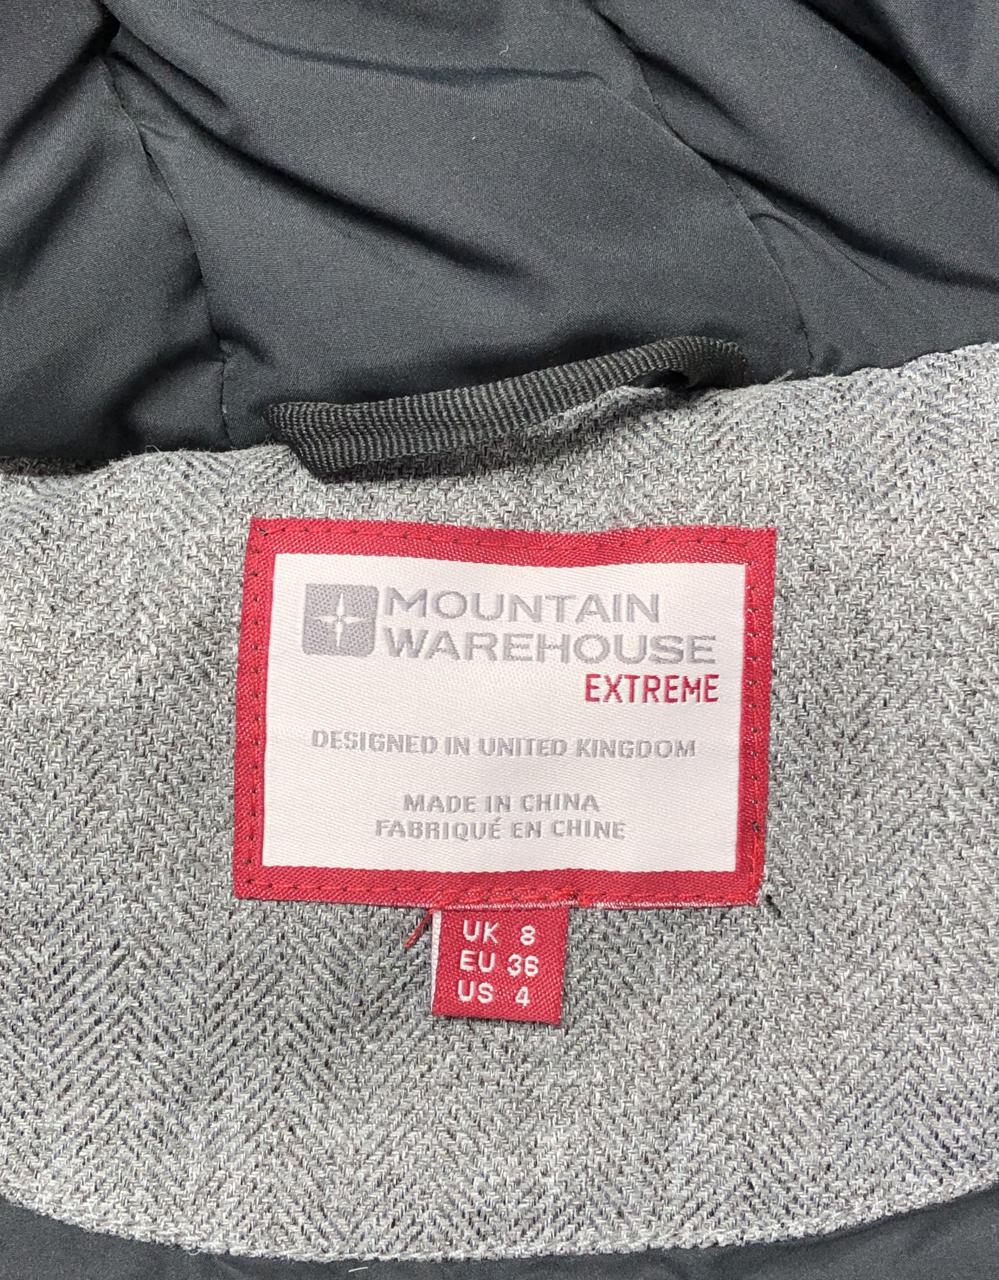 MOUNTAIN
WAREHOUSE
EXTREME
DESIGNED IN UNITED KINGDOM
MADE IN CHINA
FABRIQUÉ EN CHINE
UK 8
EU 36
US 4